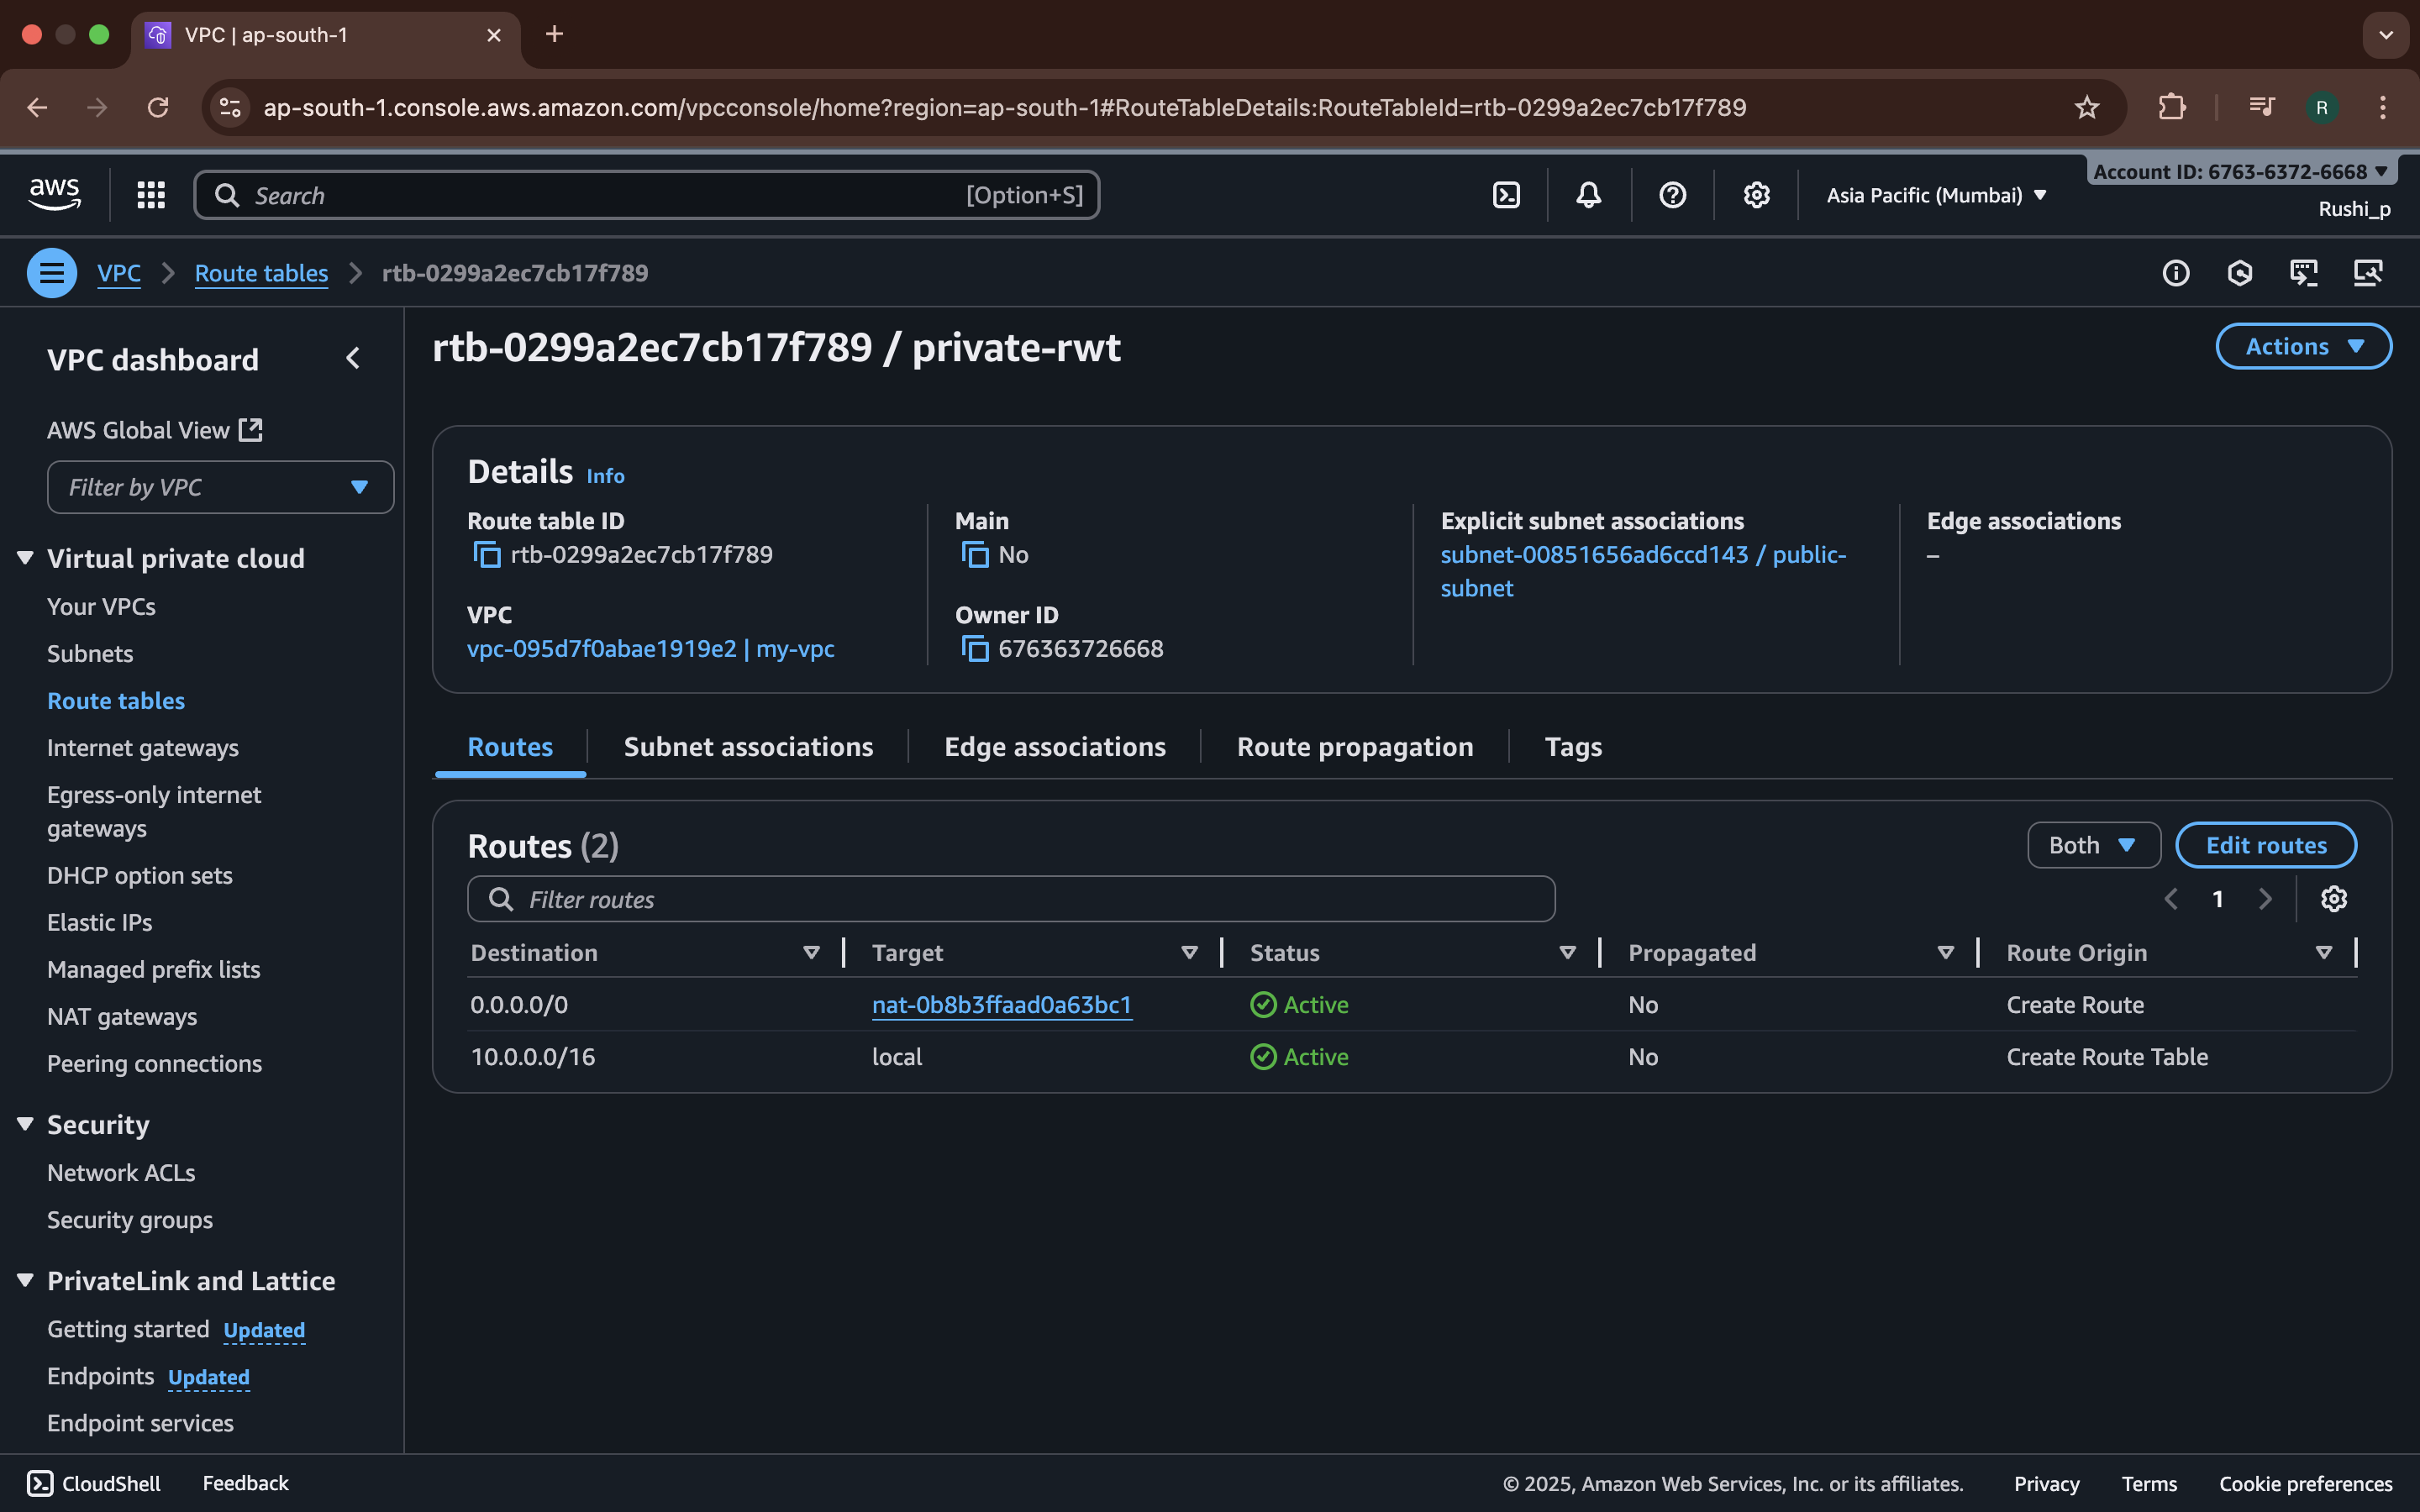 VPC | ap-south-1
ap-south-1.console.aws.amazon.com/vpcconsole/home?region=ap-south-1#RouteTableDetails:RouteTableId=rtb-0299a2ec7cb17f789
R
aws
Search
[Option+S]
Asia Pacific (Mumbai)
Account ID: 6763-6372-6668
Rushi_p
VPC
Route tables
rtb-0299a2ec7cb17f789
VPC dashboard
AWS Global View
Filter by VPC
Virtual private cloud
Your VPCs
Subnets
Route tables
Internet gateways
Egress-only internet
gateways
DHCP option sets
Elastic IPs
Managed prefix lists
NAT gateways
Peering connections
Security
Network ACLs
Security groups
PrivateLink and Lattice
Getting started Updated
Endpoints Updated
Endpoint services
rtb-0299a2ec7cb17f789 / private-rwt
Actions
Details Info
Route table ID
rtb-0299a2ec7cb17f789
Main
No
Explicit subnet associations
subnet-00851656ad6ccd143 / public-
subnet
Edge associations
–
VPC
vpc-095d7f0abae1919e2 | my-vpc
Owner ID
676363726668
Routes
Subnet associations
Edge associations
Route propagation
Tags
Routes (2)
Both
Edit routes
Filter routes
1
Destination Target Status Propagated Route Origin
0.0.0.0/0 nat-0b8b3ffaad0a63bc1 Active No Create Route
10.0.0.0/16 local Active No Create Route Table
CloudShell
Feedback
© 2025, Amazon Web Services, Inc. or its affiliates.
Privacy
Terms
Cookie preferences